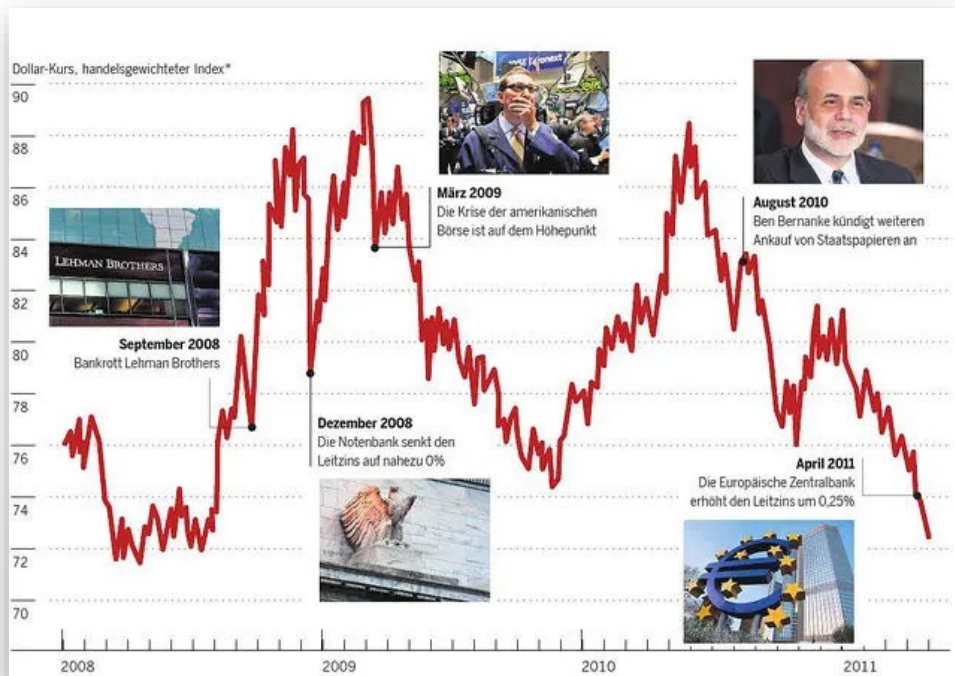 Dollar-Kurs, handelsgewichteter Index*
90
88
86
84
82
80
78
76
74
72
70
2008
2009
2010
2011
LEHMAN BROTHERS
September 2008
Bankrott Lehman Brothers
Dezember 2008
Die Notenbank senkt den
Leitzins auf nahezu 0%
NYSE Euronext
März 2009
Die Krise der amerikanischen
Börse ist auf dem Höhepunkt
August 2010
Ben Bernanke kündigt weiteren
Ankauf von Staatspapieren an
April 2011
Die Europäische Zentralbank
erhöht den Leitzins um 0,25%